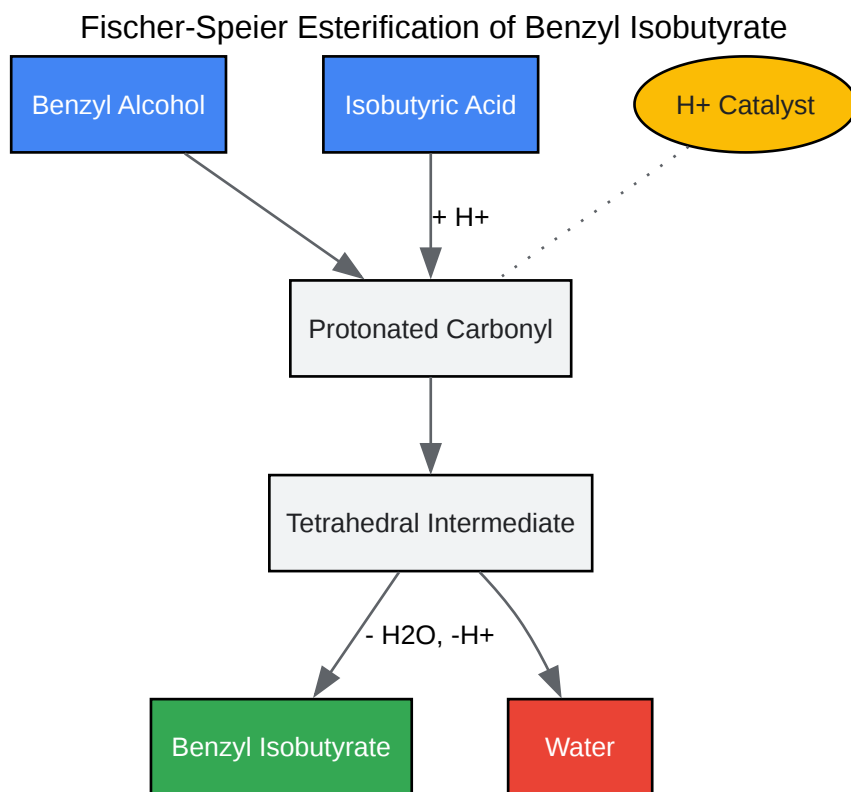 Fischer-Speier Esterification of Benzyl Isobutyrate
Benzyl Alcohol
Isobutyric Acid
H+ Catalyst
+ H+
Protonated Carbonyl
Tetrahedral Intermediate
- H2O, -H+
Benzyl Isobutyrate
Water